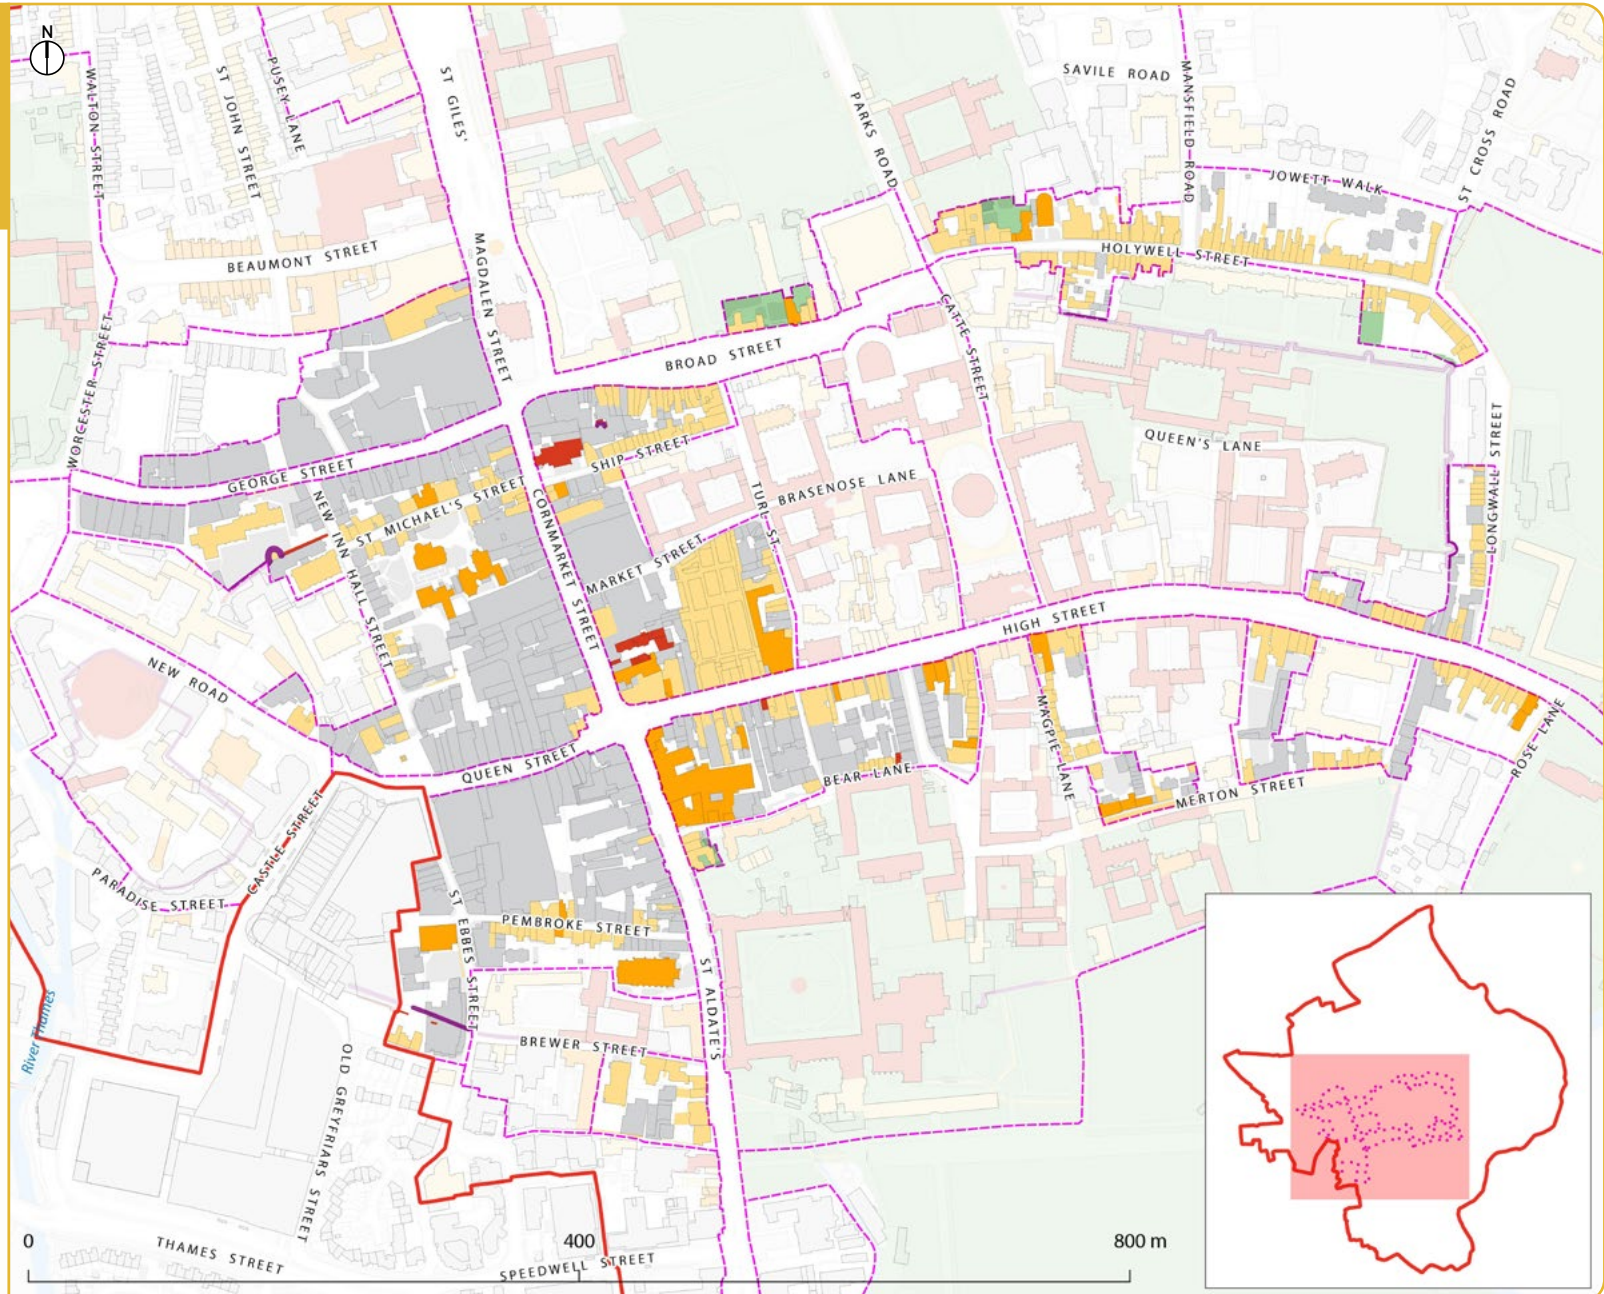 N
WALTON STREET
ST JOHN STREET
PUSEY LANE
ST GILES'
PARKS ROAD
SAVILE ROAD
MANSFIELD ROAD
JOWETT WALK
ST CROSS ROAD
BEAUMONT STREET
MAGDALEN STREET
HOLYWELL STREET
WORCESTER STREET
BROAD STREET
CATTE STREET
GEORGE STREET
SHIP STREET
QUEEN'S LANE
LONGWALL STREET
NEW INN HALL STREET
ST MICHAEL'S STREET
CORNMARKET STREET
TURL ST.
BRASENOSE LANE
MARKET STREET
HIGH STREET
NEW ROAD
MAGPIE LANE
ROSE LANE
QUEEN STREET
BEAR LANE
MERTON STREET
CASTLE STREET
PARADISE STREET
ST EBBES STREET
PEMBROKE STREET
ST ALDATE'S
River Thames
BREWER STREET
OLD GREYFRIARS STREET
THAMES STREET
SPEEDWELL STREET
0
400
800 m